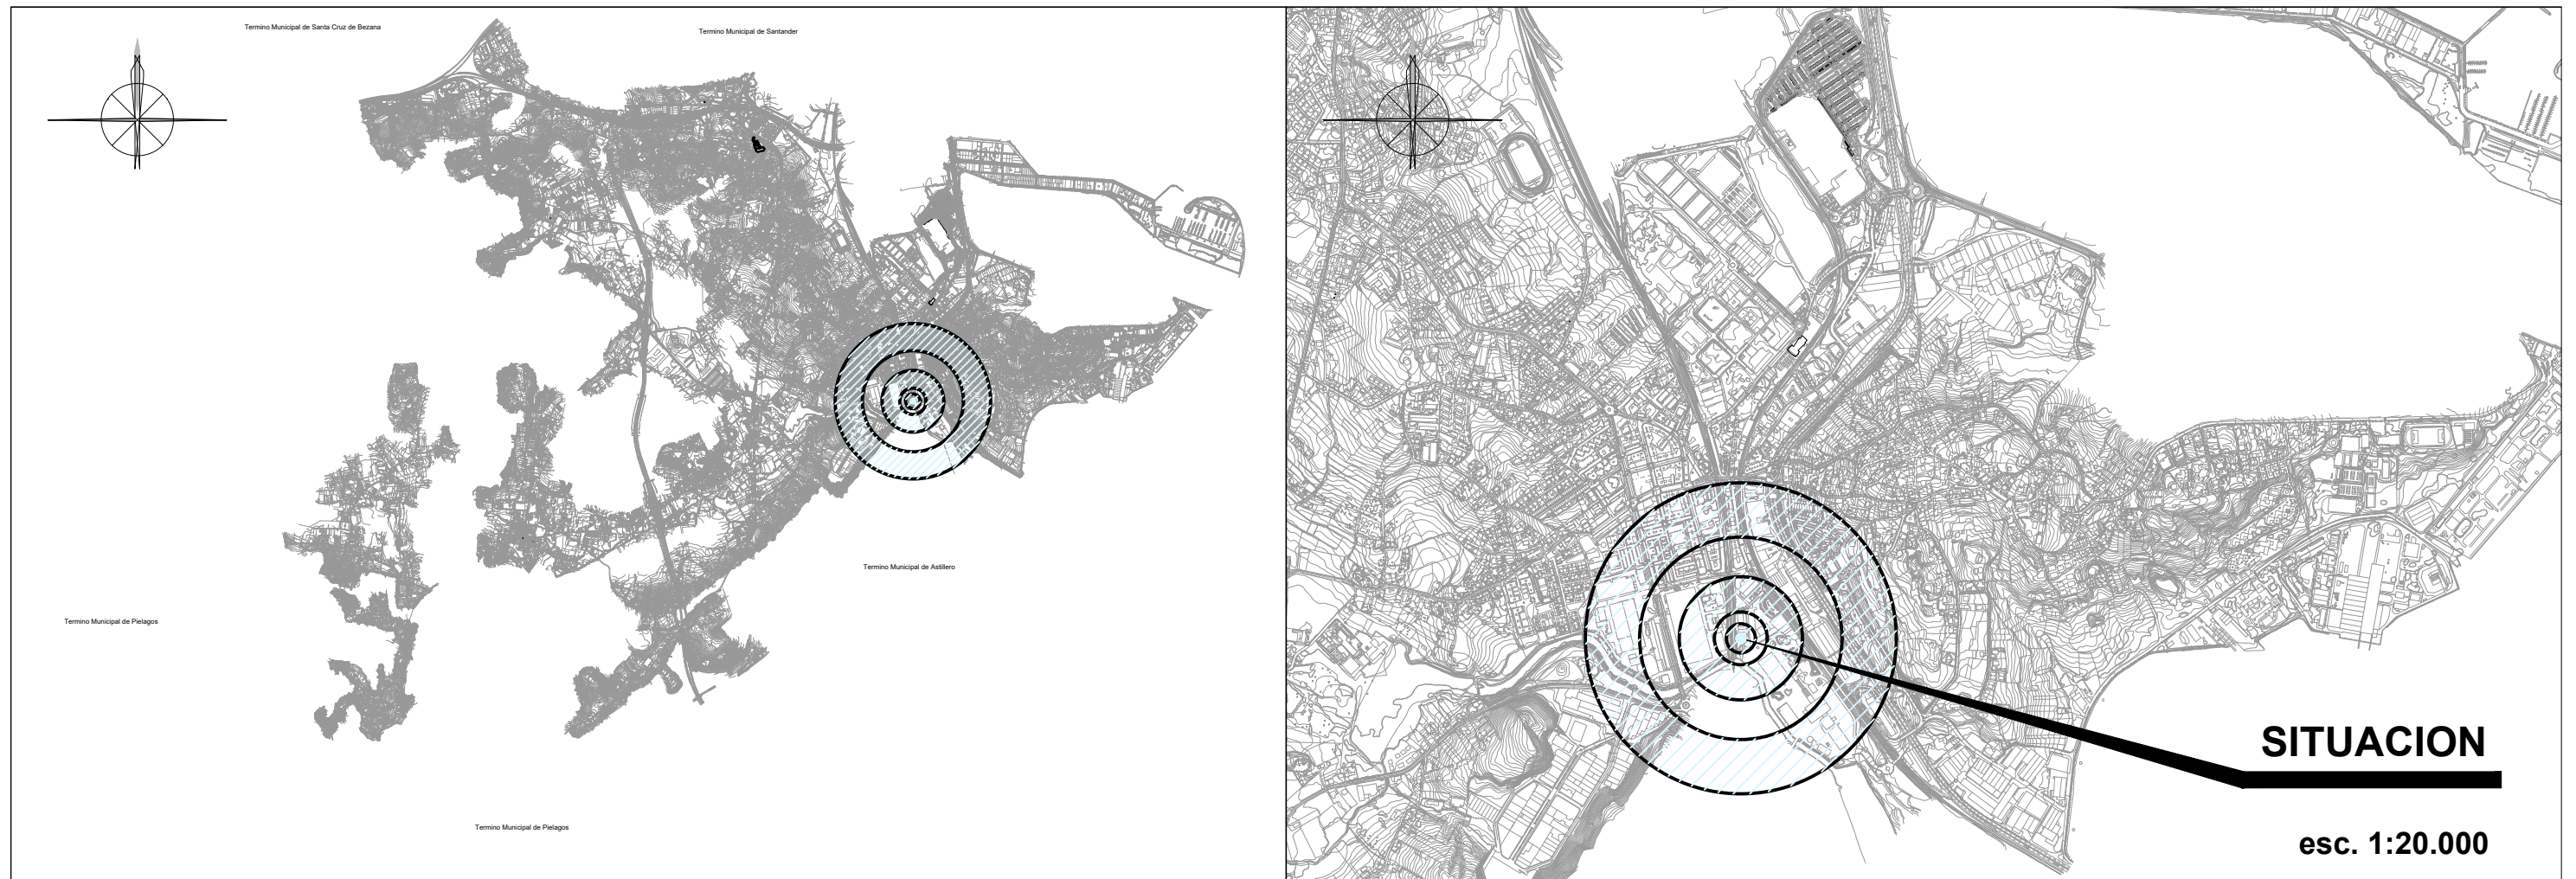 Termino Municipal de Santa Cruz de Bezana
Termino Municipal de Santander
Termino Municipal de Astillero
Termino Municipal de Pielagos
Termino Municipal de Pielagos
SITUACION
esc. 1:20.000